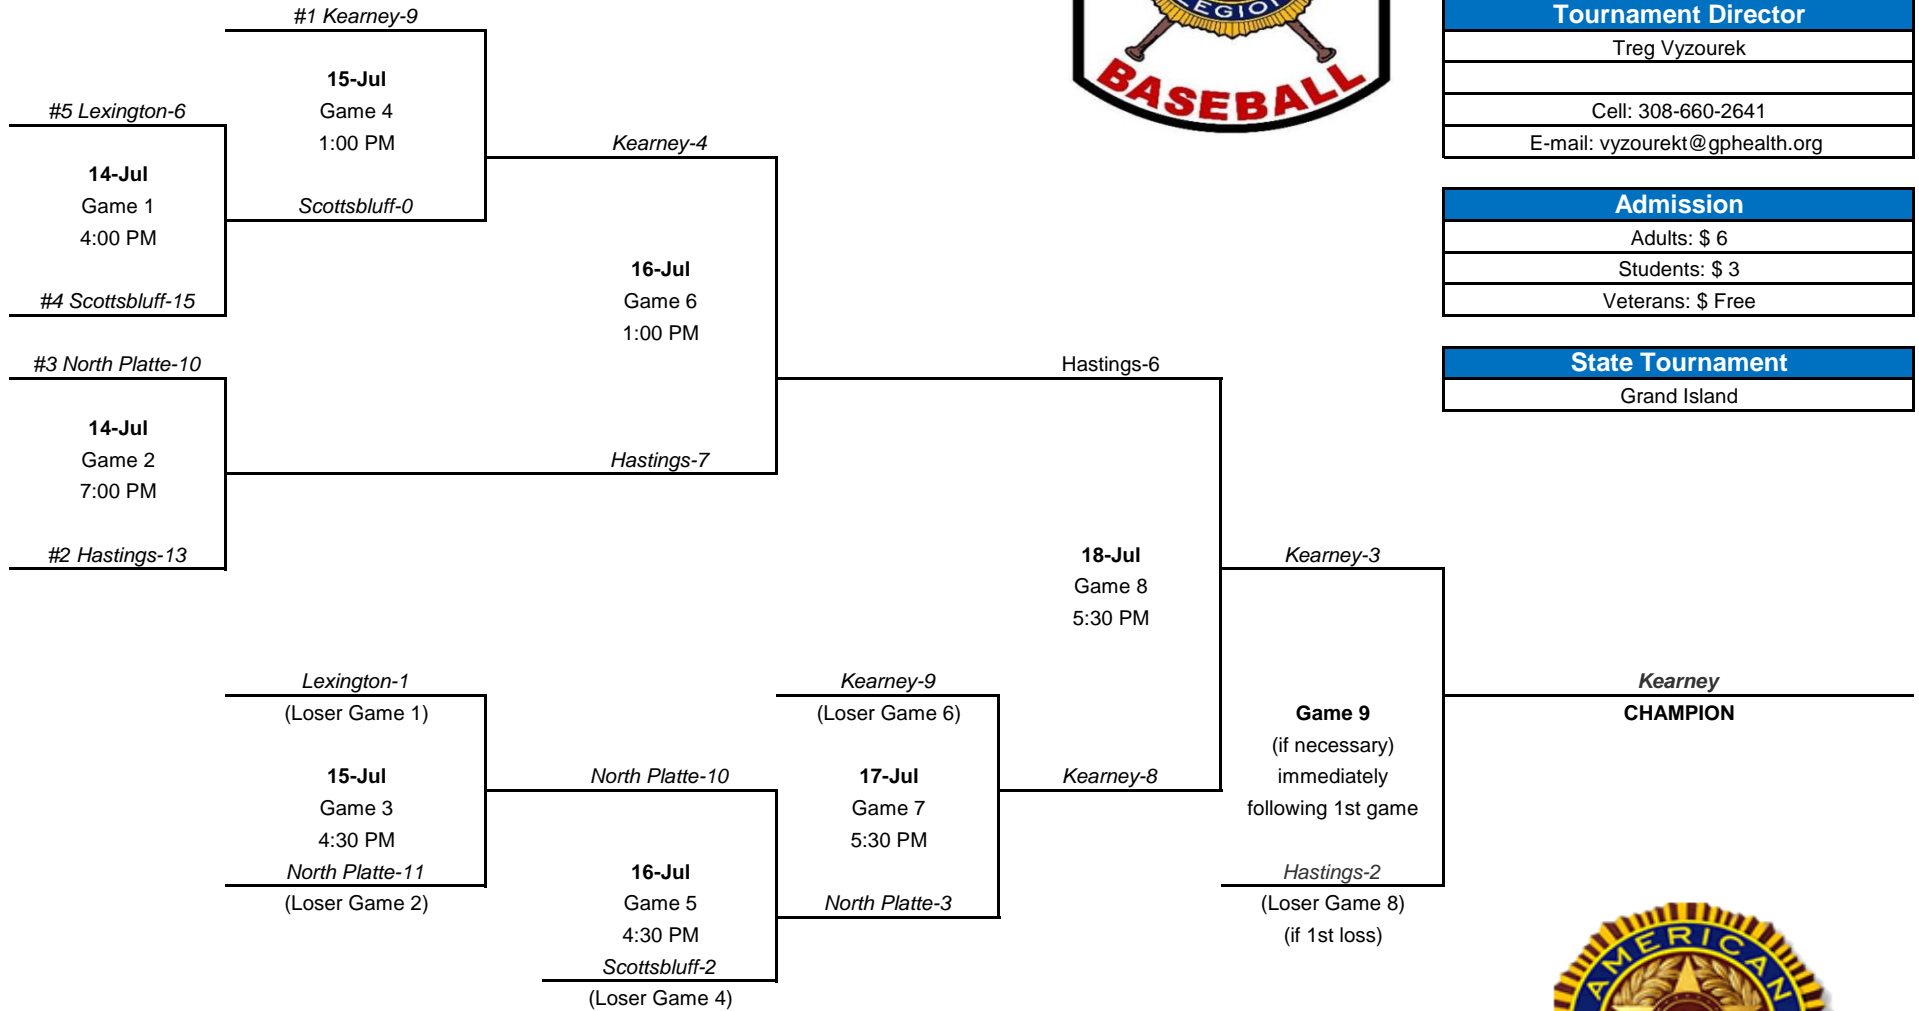 #1 Kearney-9
15-Jul
Game 4
1:00 PM
#5 Lexington-6
14-Jul
Game 1
4:00 PM
#4 Scottsbluff-15
Scottsbluff-0
Kearney-4
16-Jul
Game 6
1:00 PM
#3 North Platte-10
14-Jul
Game 2
7:00 PM
#2 Hastings-13
Hastings-7
Hastings-6
18-Jul
Game 8
5:30 PM
Kearney-3
Lexington-1
(Loser Game 1)
15-Jul
Game 3
4:30 PM
North Platte-11
(Loser Game 2)
North Platte-10
16-Jul
Game 5
4:30 PM
Scottsbluff-2
(Loser Game 4)
Kearney-9
(Loser Game 6)
17-Jul
Game 7
5:30 PM
North Platte-3
Kearney-8
Game 9
(if necessary)
immediately
following 1st game
Hastings-2
(Loser Game 8)
(if 1st loss)
Kearney
CHAMPION
LEGION
BASEBALL
Tournament Director
Treg Vyzourek
Cell: 308-660-2641
E-mail: vyzourekt@gphealth.org
Admission
Adults: $ 6
Students: $ 3
Veterans: $ Free
State Tournament
Grand Island
AMERICAN